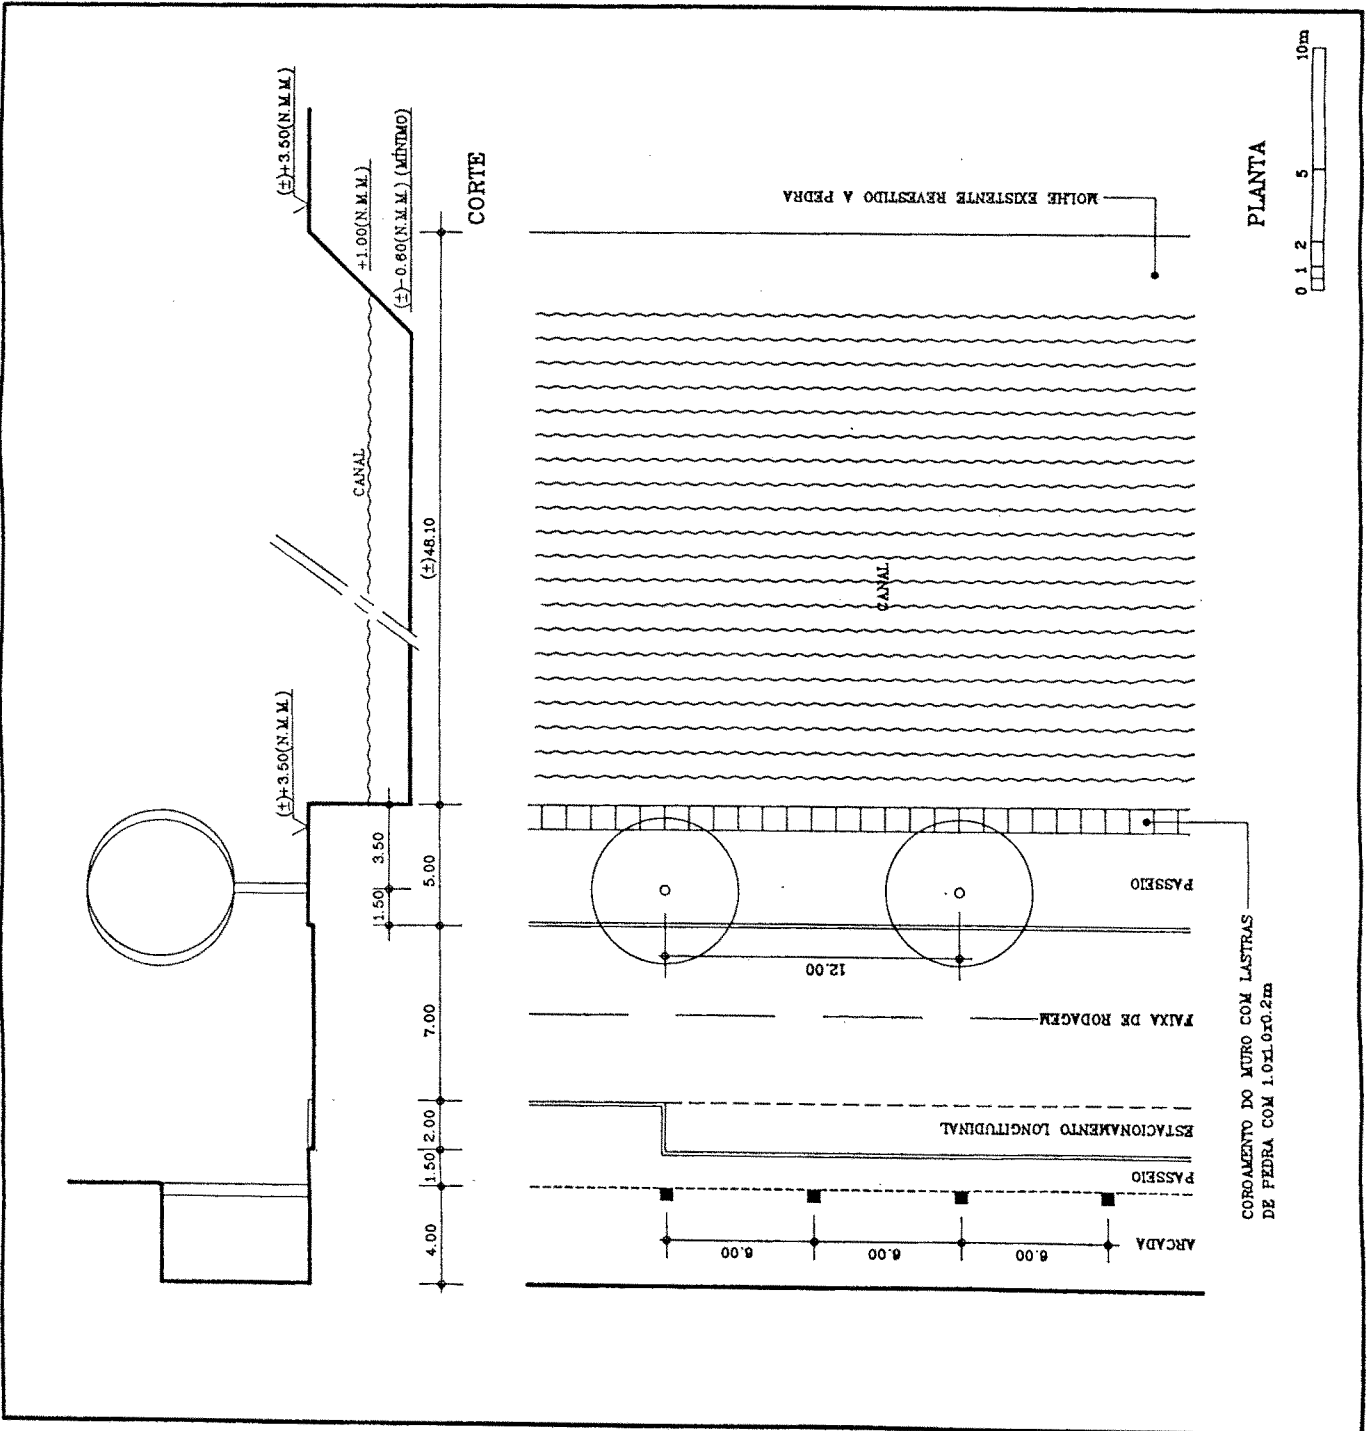 (±)+3.50(N.M.M.)
+1.00(N.M.M.)
(±)-0.60(N.M.M.) (MÍNIMO)
CORTE
CANAL
(±)48.10
(±)+3.50(N.M.M.)
3.50
1.50
5.00
7.00
2.00
1.50
4.00
MOLHE EXISTENTE REVESTIDO A PEDRA
CANAL
PASSEIO
12.00
FAIXA DE RODAGEM
ESTACIONAMENTO LONGITUDINAL
PASSEIO
ARCADA
6.00
6.00
6.00
COROAMENTO DO MURO COM LASTRAS
DE PEDRA COM 1.0x1.0x0.2m
PLANTA
0 1 2 5 10m